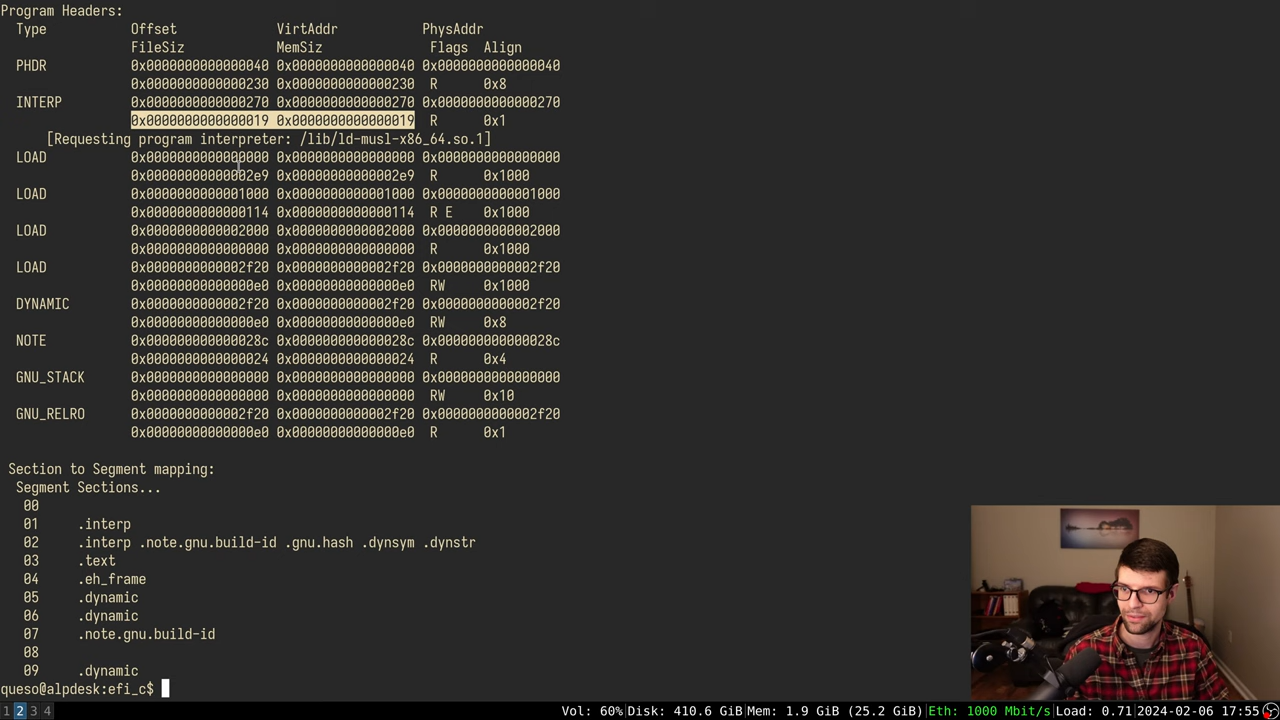 Program Headers:
Type Offset VirtAddr PhysAddr
FileSiz MemSiz Flags Align
PHDR 0x0000000000000040 0x0000000000000040 0x0000000000000040
0x0000000000000230 0x0000000000000230 R 0x8
INTERP 0x0000000000000270 0x0000000000000270 0x0000000000000270
0x0000000000000019 0x0000000000000019 R 0x1
[Requesting program interpreter: /lib/ld-musl-x86_64.so.1]
LOAD 0x0000000000000000 0x0000000000000000 0x0000000000000000
0x00000000000002e9 0x00000000000002e9 R 0x1000
LOAD 0x0000000000001000 0x0000000000001000 0x0000000000001000
0x0000000000000114 0x0000000000000114 R E 0x1000
LOAD 0x0000000000002000 0x0000000000002000 0x0000000000002000
0x0000000000000000 0x0000000000000000 R 0x1000
LOAD 0x0000000000002f20 0x0000000000002f20 0x0000000000002f20
0x00000000000000e0 0x00000000000000e0 RW 0x1000
DYNAMIC 0x0000000000002f20 0x0000000000002f20 0x0000000000002f20
0x00000000000000e0 0x00000000000000e0 RW 0x8
NOTE 0x000000000000028c 0x000000000000028c 0x000000000000028c
0x0000000000000024 0x0000000000000024 R 0x4
GNU_STACK 0x0000000000000000 0x0000000000000000 0x0000000000000000
0x0000000000000000 0x0000000000000000 RW 0x10
GNU_RELRO 0x0000000000002f20 0x0000000000002f20 0x0000000000002f20
0x00000000000000e0 0x00000000000000e0 R 0x1
Section to Segment mapping:
Segment Sections...
00
01 .interp
02 .interp .note.gnu.build-id .gnu.hash .dynsym .dynstr
03 .text
04 .eh_frame
05 .dynamic
06 .dynamic
07 .note.gnu.build-id
08
09 .dynamic
queso@alpdesk:efi_c$
1 2 3 4 Vol: 60%|Disk: 410.6 GiB|Mem: 1.9 GiB (25.2 GiB)|Eth: 1000 Mbit/s|Load: 0.71|2024-02-06 17:55